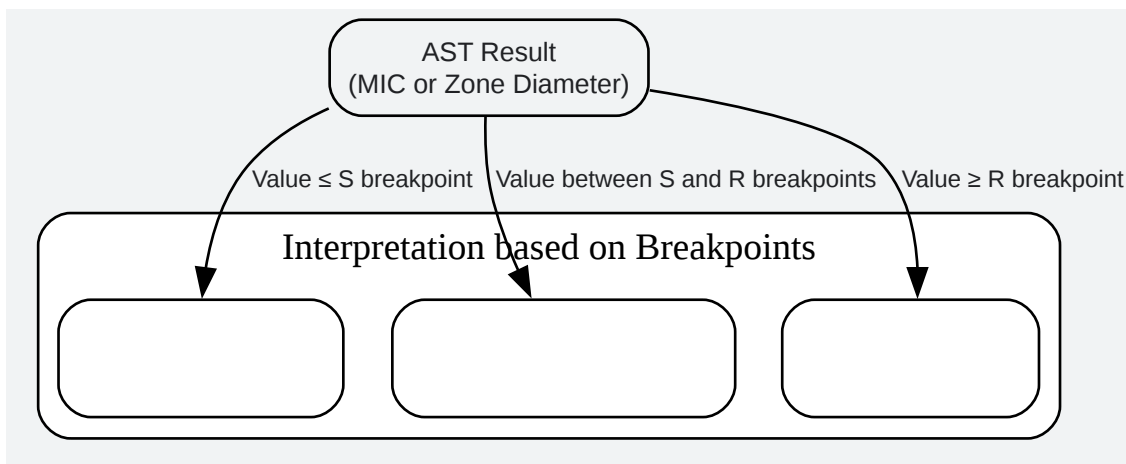 AST Result
(MIC or Zone Diameter)
Value ≤ S breakpoint
Value between S and R breakpoints
Value ≥ R breakpoint
Interpretation based on Breakpoints